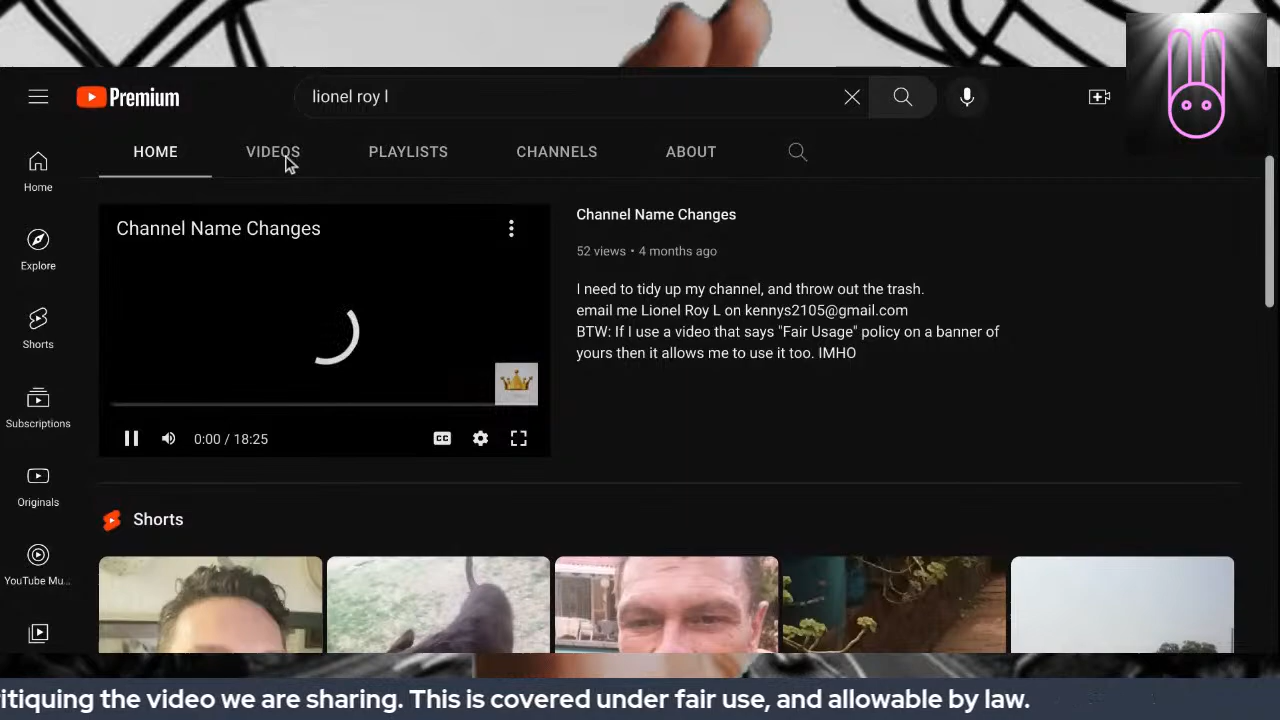 Premium
lionel roy l
HOME VIDEOS PLAYLISTS CHANNELS ABOUT
Home
Explore
Shorts
Subscriptions
Originals
YouTube Mu...
Channel Name Changes
0:00 / 18:25
CC
Channel Name Changes
52 views • 4 months ago
I need to tidy up my channel, and throw out the trash.
email me Lionel Roy L on kennys2105@gmail.com
BTW: If I use a video that says "Fair Usage" policy on a banner of
yours then it allows me to use it too. IMHO
Shorts
itiquing the video we are sharing. This is covered under fair use, and allowable by law.